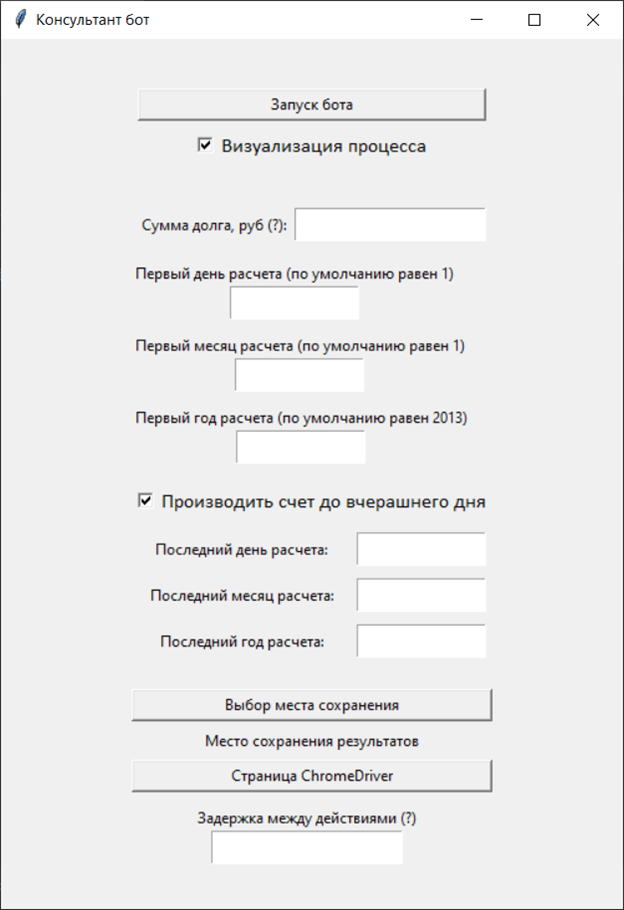 Консультант бот
Запуск бота
Визуализация процесса
Сумма долга, руб (?):
Первый день расчета (по умолчанию равен 1)
Первый месяц расчета (по умолчанию равен 1)
Первый год расчета (по умолчанию равен 2013)
Производить счет до вчерашнего дня
Последний день расчета:
Последний месяц расчета:
Последний год расчета:
Выбор места сохранения
Место сохранения результатов
Страница ChromeDriver
Задержка между действиями (?)